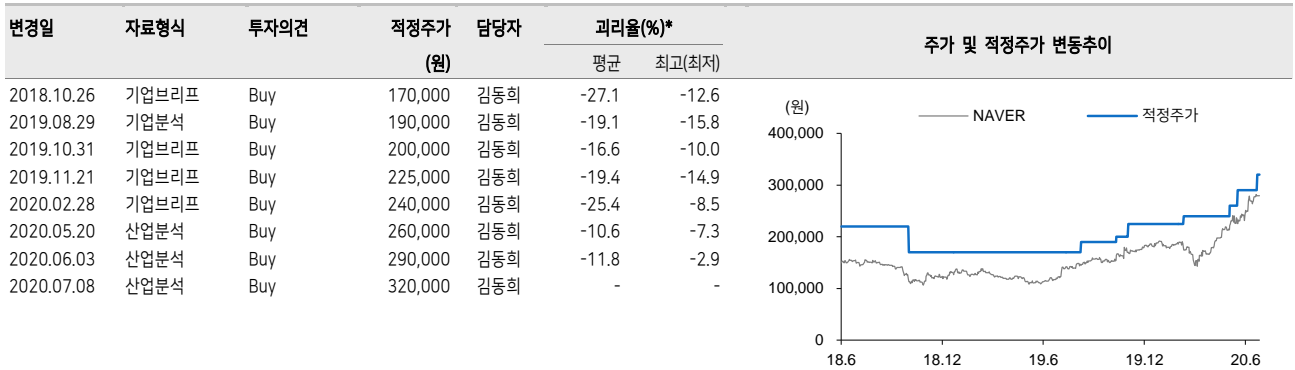 변경일 자료형식 투자의견 적정주가 담당자 괴리율(%)* 주가 및 적정주가 변동추이
(원) 평균 최고(최저)
2018.10.26 기업브리프 Buy 170,000 김동희 -27.1 -12.6
2019.08.29 기업분석 Buy 190,000 김동희 -19.1 -15.8
2019.10.31 기업브리프 Buy 200,000 김동희 -16.6 -10.0
2019.11.21 기업브리프 Buy 225,000 김동희 -19.4 -14.9
2020.02.28 기업브리프 Buy 240,000 김동희 -25.4 -8.5
2020.05.20 산업분석 Buy 260,000 김동희 -10.6 -7.3
2020.06.03 산업분석 Buy 290,000 김동희 -11.8 -2.9
2020.07.08 산업분석 Buy 320,000 김동희 - -
(원) NAVER 적정주가
400,000
300,000
200,000
100,000
0
18.6 18.12 19.6 19.12 20.6